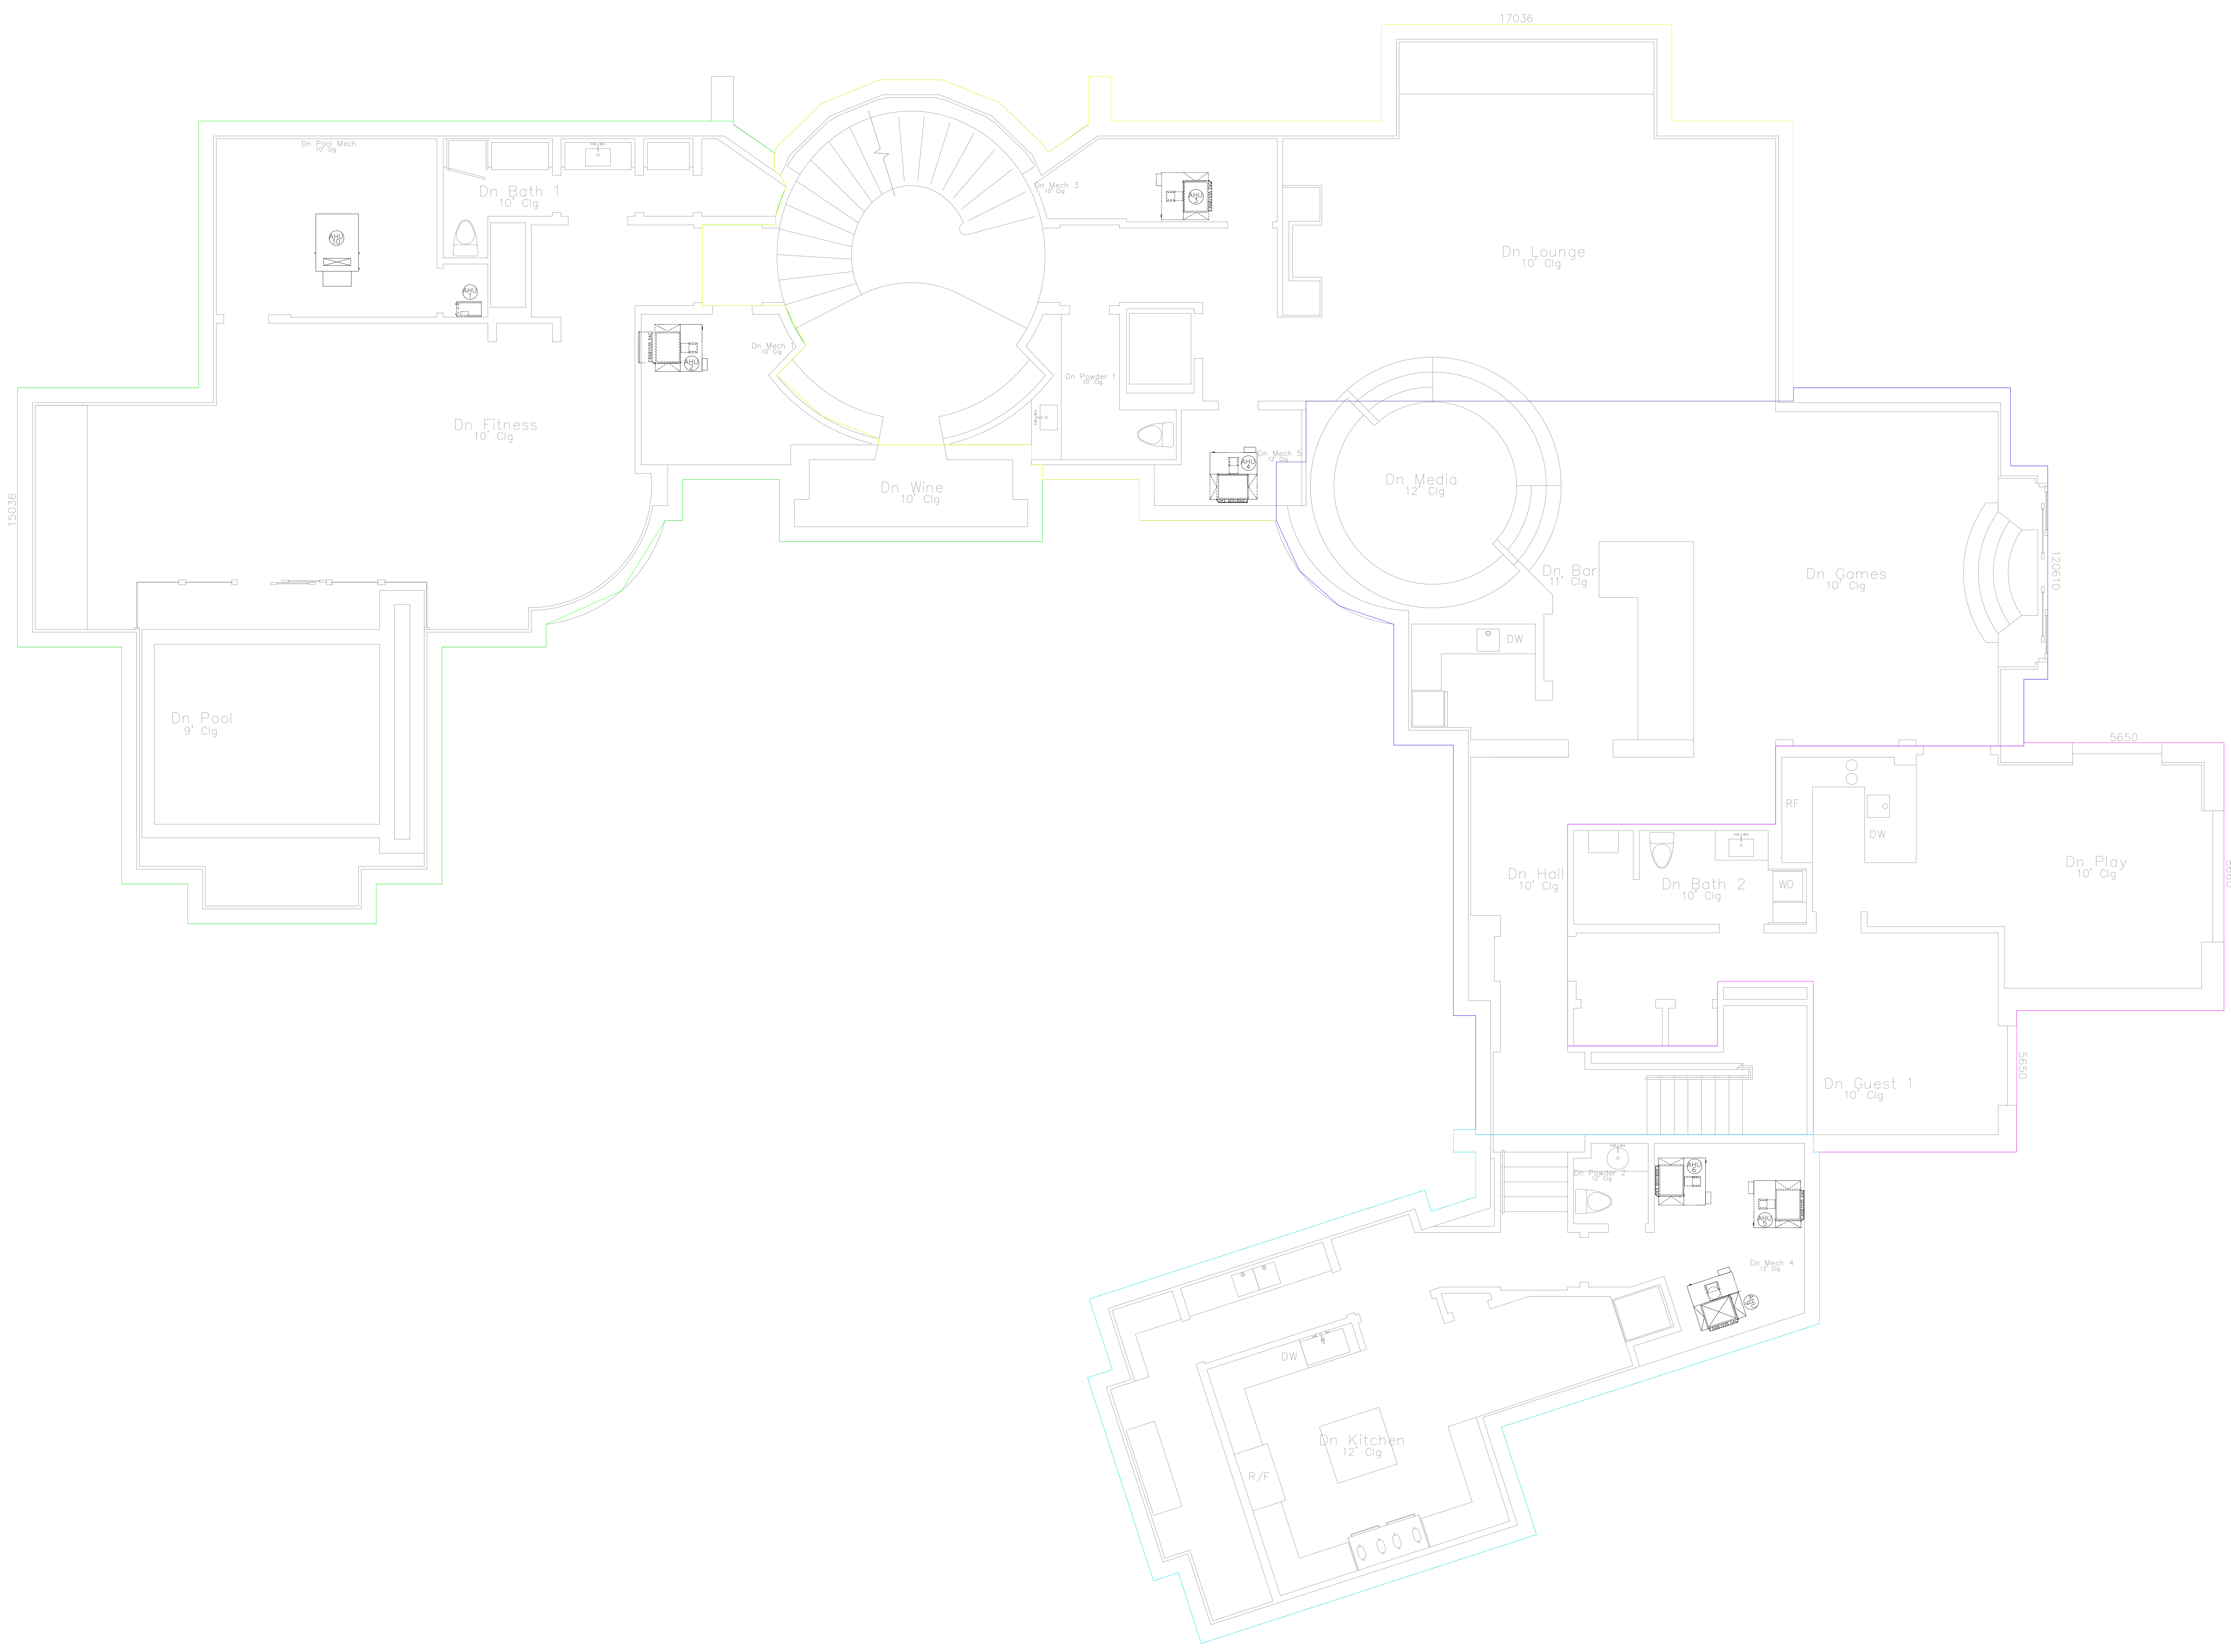 17036
Dn Pool Mech
10' Clg
Dn Bath 1
10' Clg
Dn Mech 3
10' Clg
AHU
3
AHU
10
Dn Lounge
10' Clg
AHU
1
Dn Mech 1
10' Clg
AHU
2
Dn Powder 1
10' Clg
Dn Fitness
10' Clg
Dn Mech 5
12' Clg
AHU
4
Dn Wine
10' Clg
Dn Media
12' Clg
15036
Dn Bar
11' Clg
Dn Games
10' Clg
120610
DW
Dn Pool
9' Clg
5650
RF
DW
Dn Play
10' Clg
Dn Hall
10' Clg
Dn Bath 2
10' Clg
WD
5650
Dn Guest 1
10' Clg
Dn Powder 2
12' Clg
AHU
6
AHU
5
Dn Mech 4
12' Clg
DW
Dn Kitchen
12' Clg
R/F